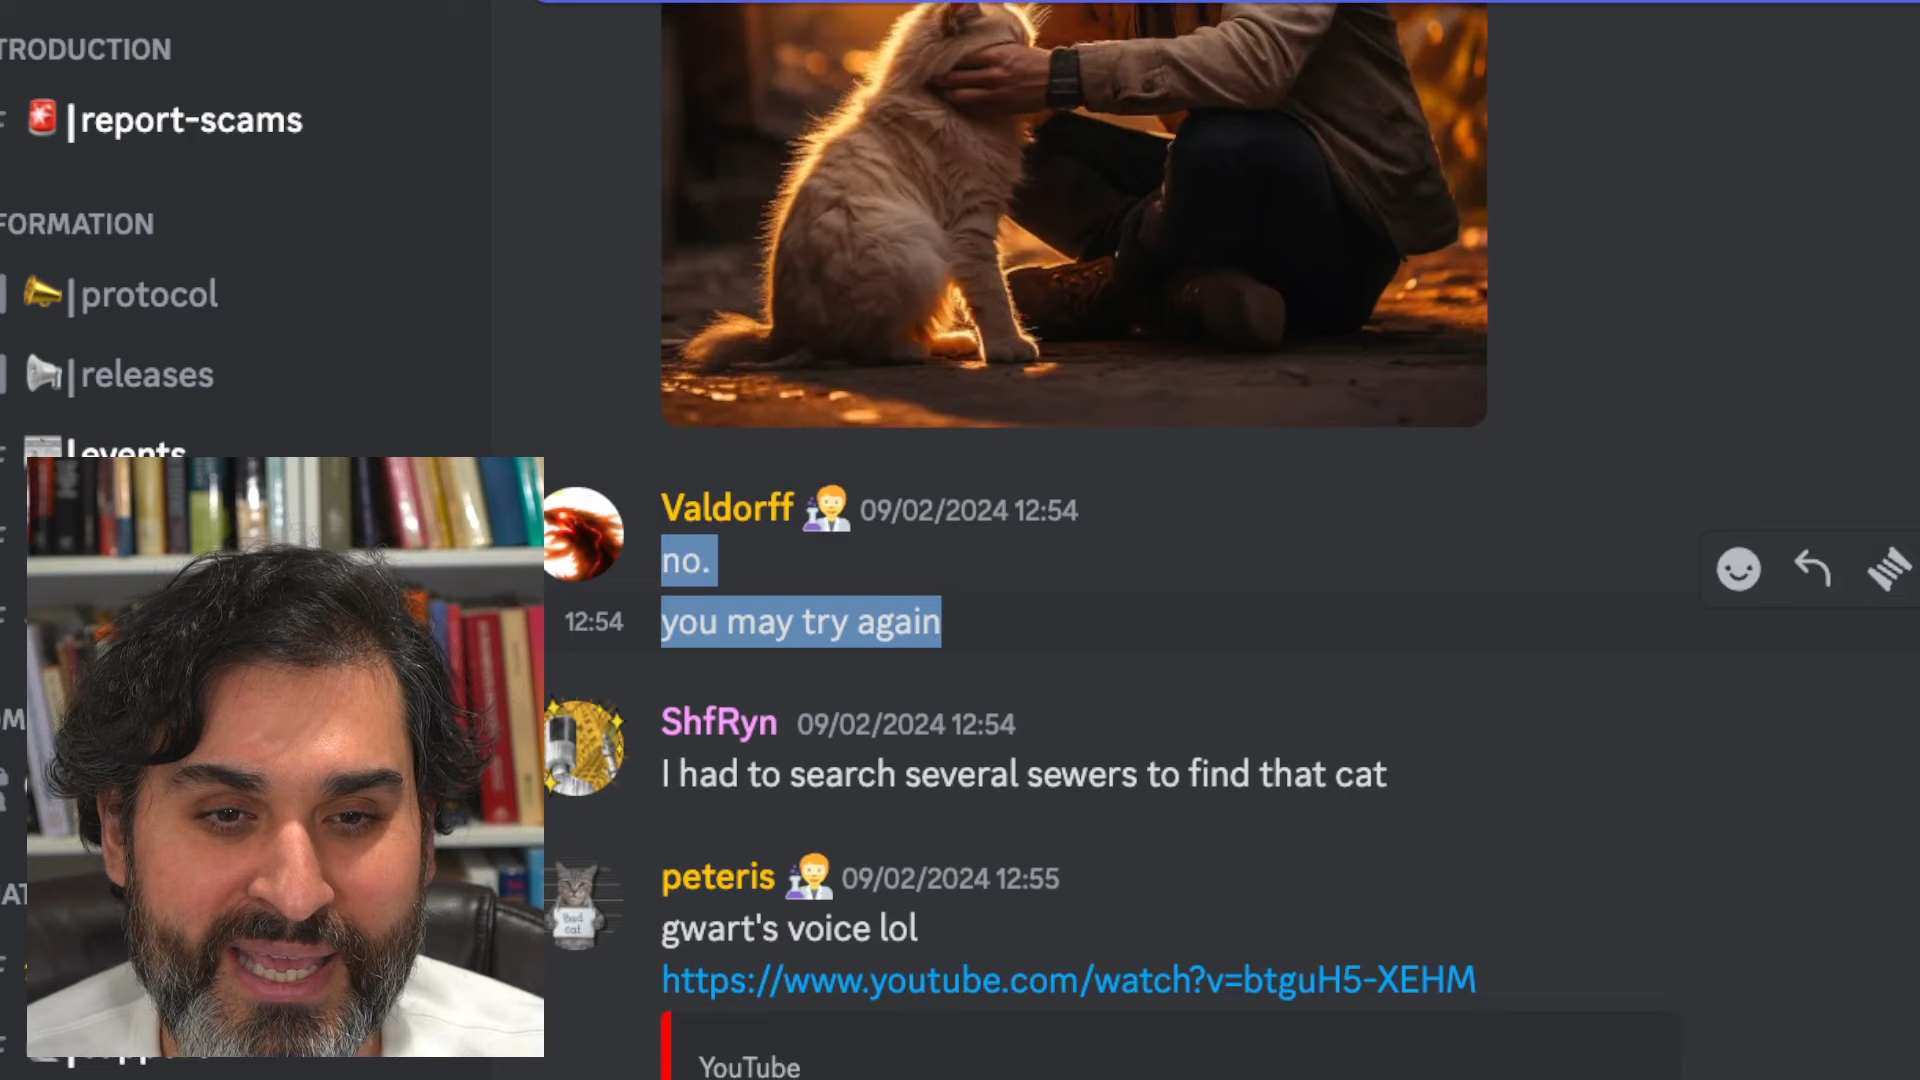 TRODUCTION
|report-scams
FORMATION
|protocol
|releases
|events
Valdorff 09/02/2024 12:54
no.
12:54 you may try again
ShfRyn 09/02/2024 12:54
I had to search several sewers to find that cat
peteris 09/02/2024 12:55
Bad
cat
gwart's voice lol
https://www.youtube.com/watch?v=btguH5-XEHM
YouTube